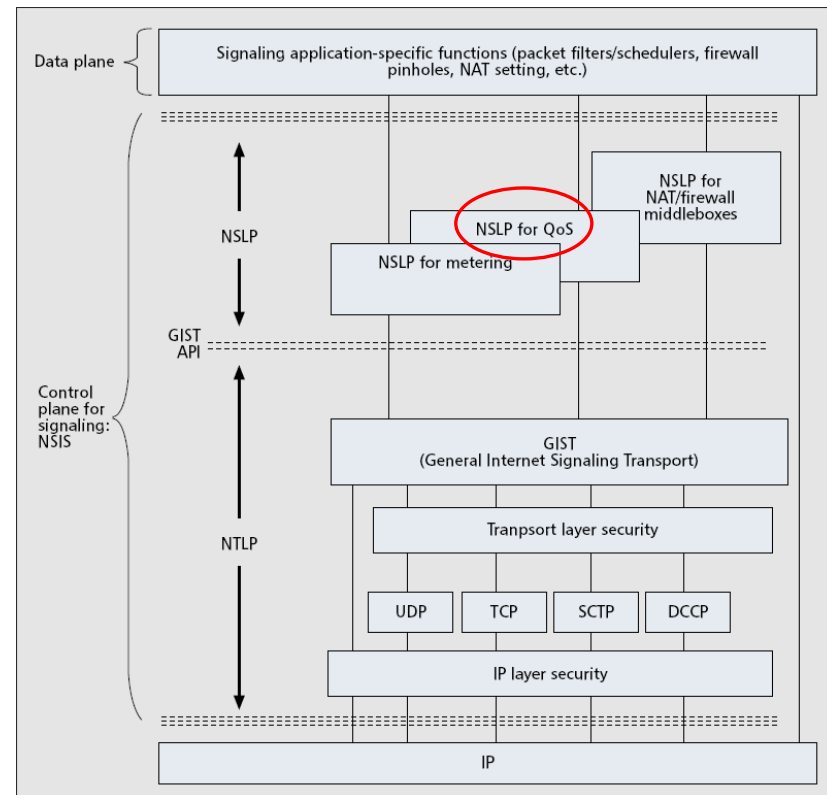 Data plane
Signaling application-specific functions (packet filters/schedulers, firewall
pinholes, NAT setting, etc.)
NSLP for
NAT/firewall
middleboxes
NSLP for QoS
NSLP for metering
NSLP
GIST
API
Control
plane for
signaling:
NSIS
GIST
(General Internet Signaling Transport)
Tranpsort layer security
NTLP
UDP
TCP
SCTP
DCCP
IP layer security
IP